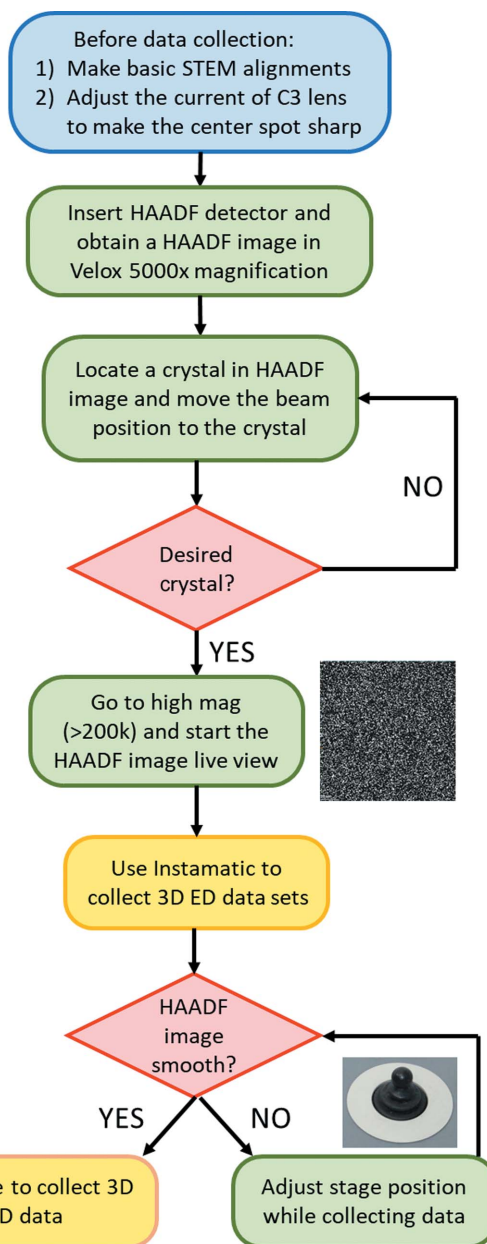 Before data collection:
1) Make basic STEM alignments
2) Adjust the current of C3 lens
to make the center spot sharp
Insert HAADF detector and
obtain a HAADF image in
Velox 5000x magnification
Locate a crystal in HAADF
image and move the beam
position to the crystal
NO
Desired
crystal?
YES
Go to high mag
(>200k) and start the
HAADF image live view
Use Instamatic to
collect 3D ED data sets
HAADF
image
smooth?
YES
NO
e to collect 3D
D data
Adjust stage position
while collecting data